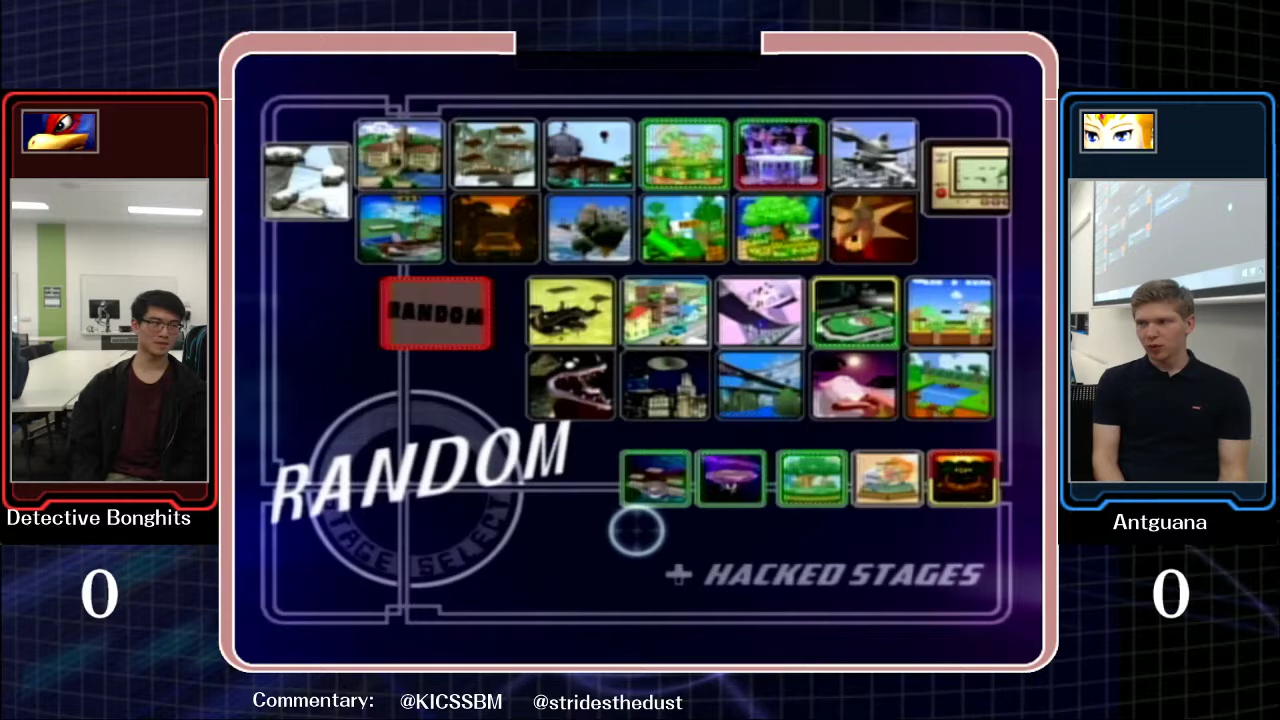 RANDOM
RANDOM
STAGE SELECT
+ HACKED STAGES
Detective Bonghits
Antguana
0
0
Commentary: @KICSSBM @stridesthedust